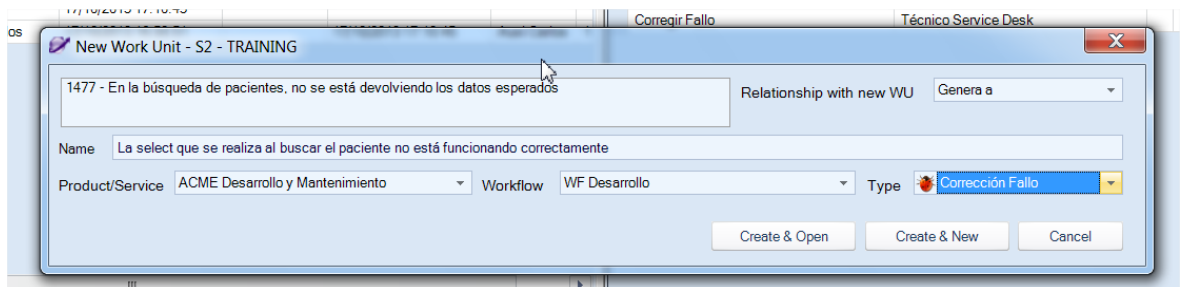 Corregir Fallo Técnico Service Desk
os
New Work Unit - S2 - TRAINING
1477 - En la búsqueda de pacientes, no se está devolviendo los datos esperados
Relationship with new WU Genera a
Name La select que se realiza al buscar el paciente no está funcionando correctamente
Product/Service ACME Desarrollo y Mantenimiento Workflow WF Desarrollo Type Corrección Fallo
Create & Open Create & New Cancel